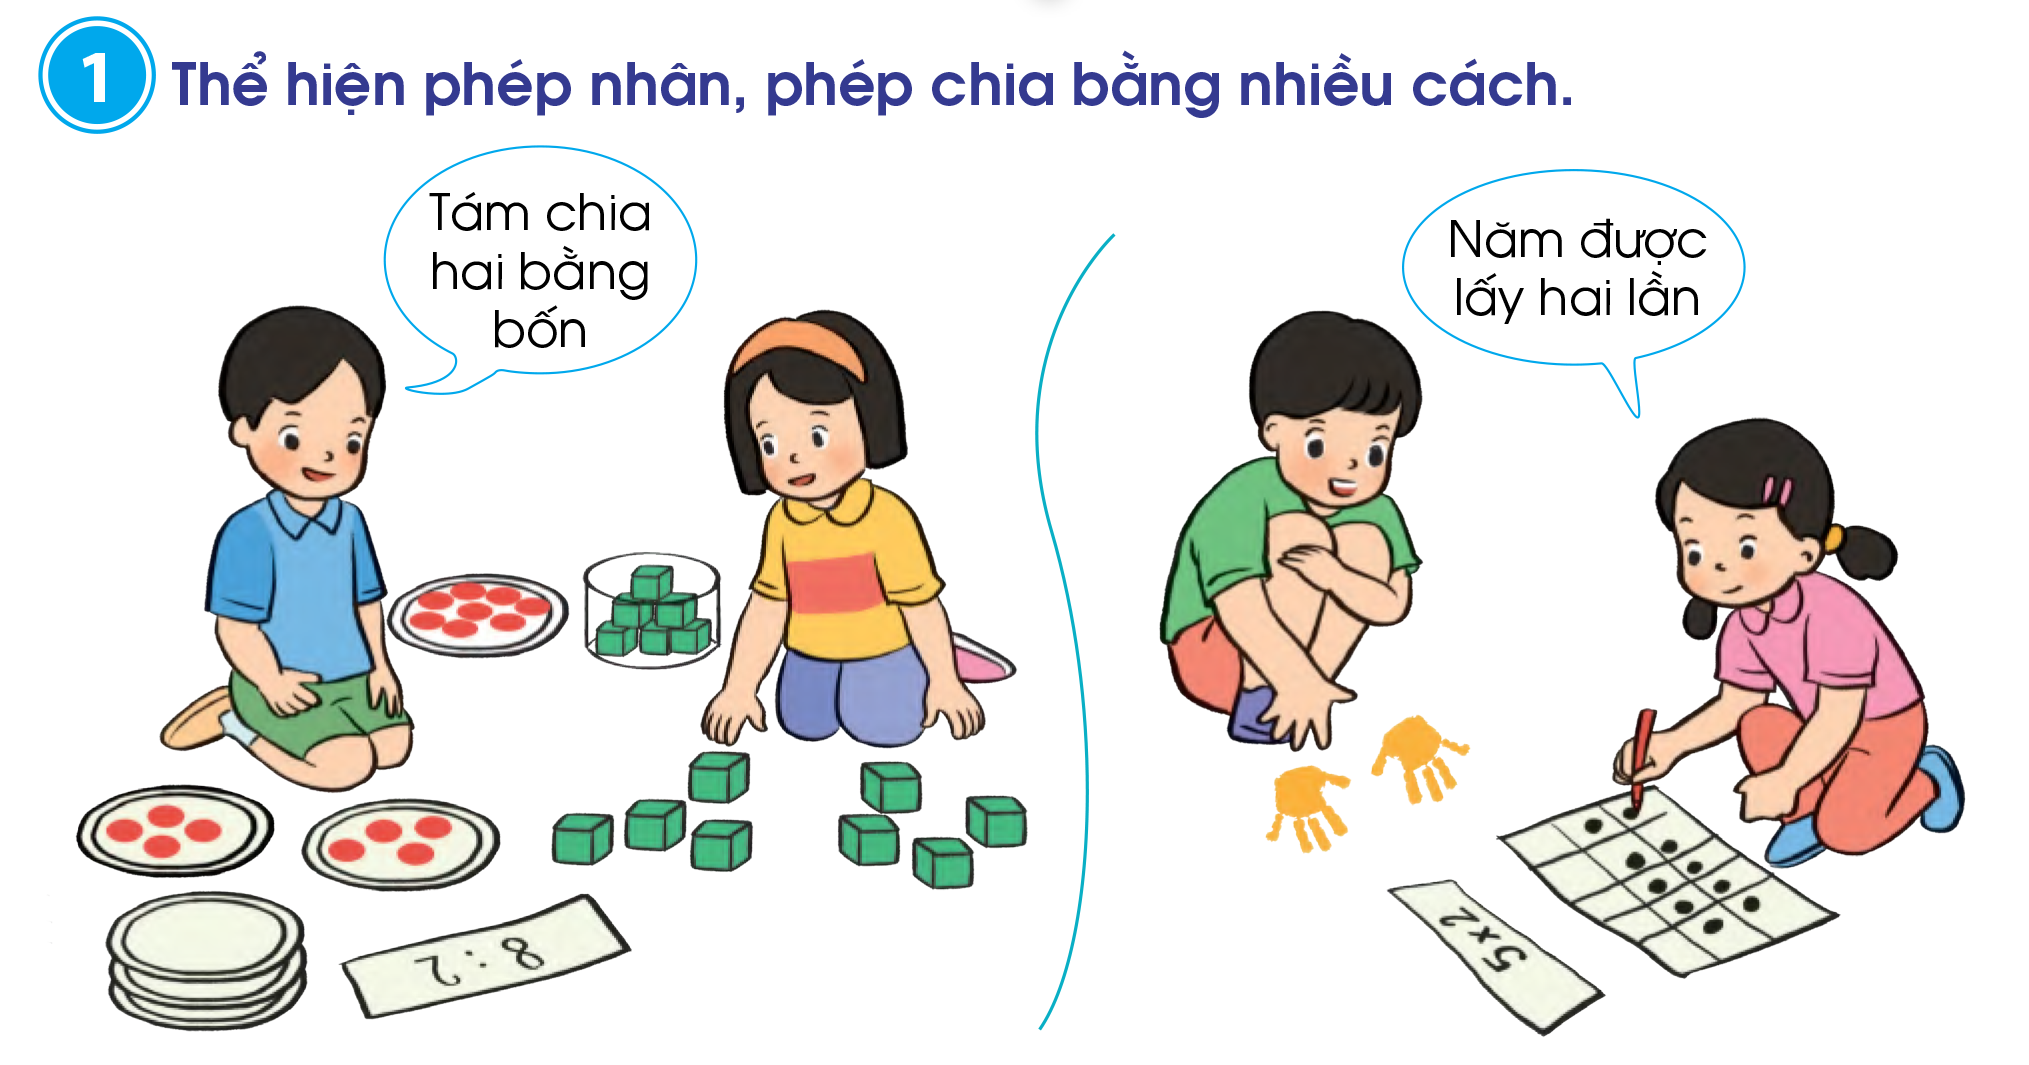 1 Thể hiện phép nhân, phép chia bằng nhiều cách.
Tám chia
hai bằng
bốn
Năm được
lấy hai lần
8 : 2
5 x 2